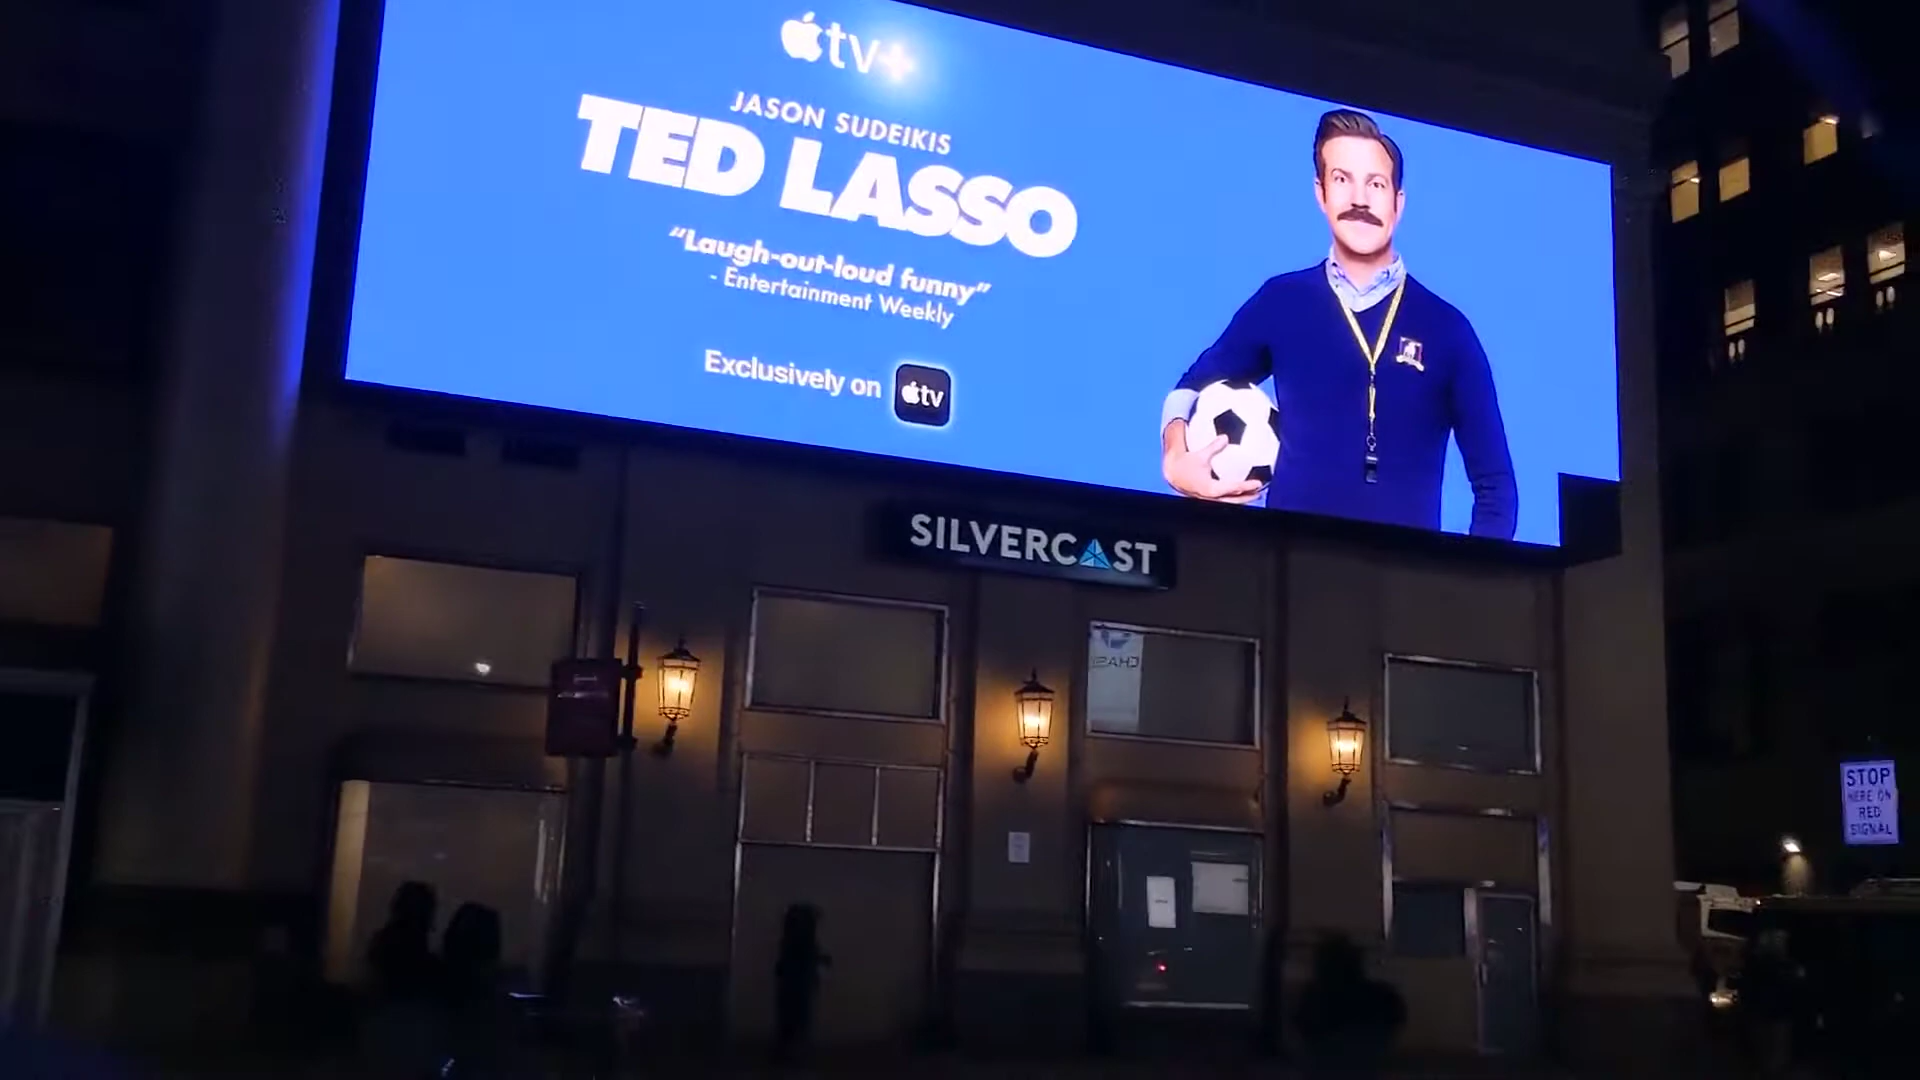 tv+
JASON SUDEIKIS
TED LASSO
"Laugh-out-loud funny"
- Entertainment Weekly
Exclusively on tv
SILVERCAST
STOP
HERE ON
RED
SIGNAL